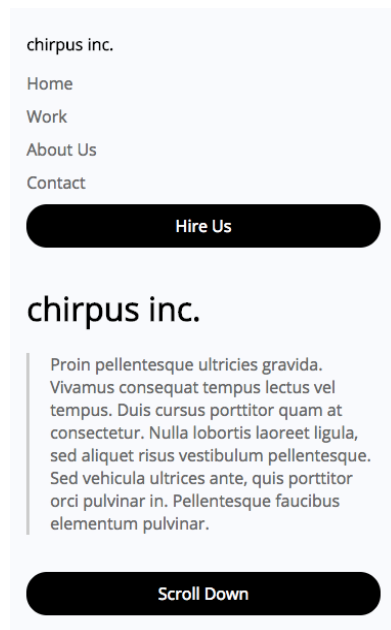 chirpus inc.
Home
Work
About Us
Contact
Hire Us
chirpus inc.
Proin pellentesque ultricies gravida.
Vivamus consequat tempus lectus vel
tempus. Duis cursus porttitor quam at
consectetur. Nulla lobortis laoreet ligula,
sed aliquet risus vestibulum pellentesque.
Sed vehicula ultrices ante, quis porttitor
orci pulvinar in. Pellentesque faucibus
elementum pulvinar.
Scroll Down